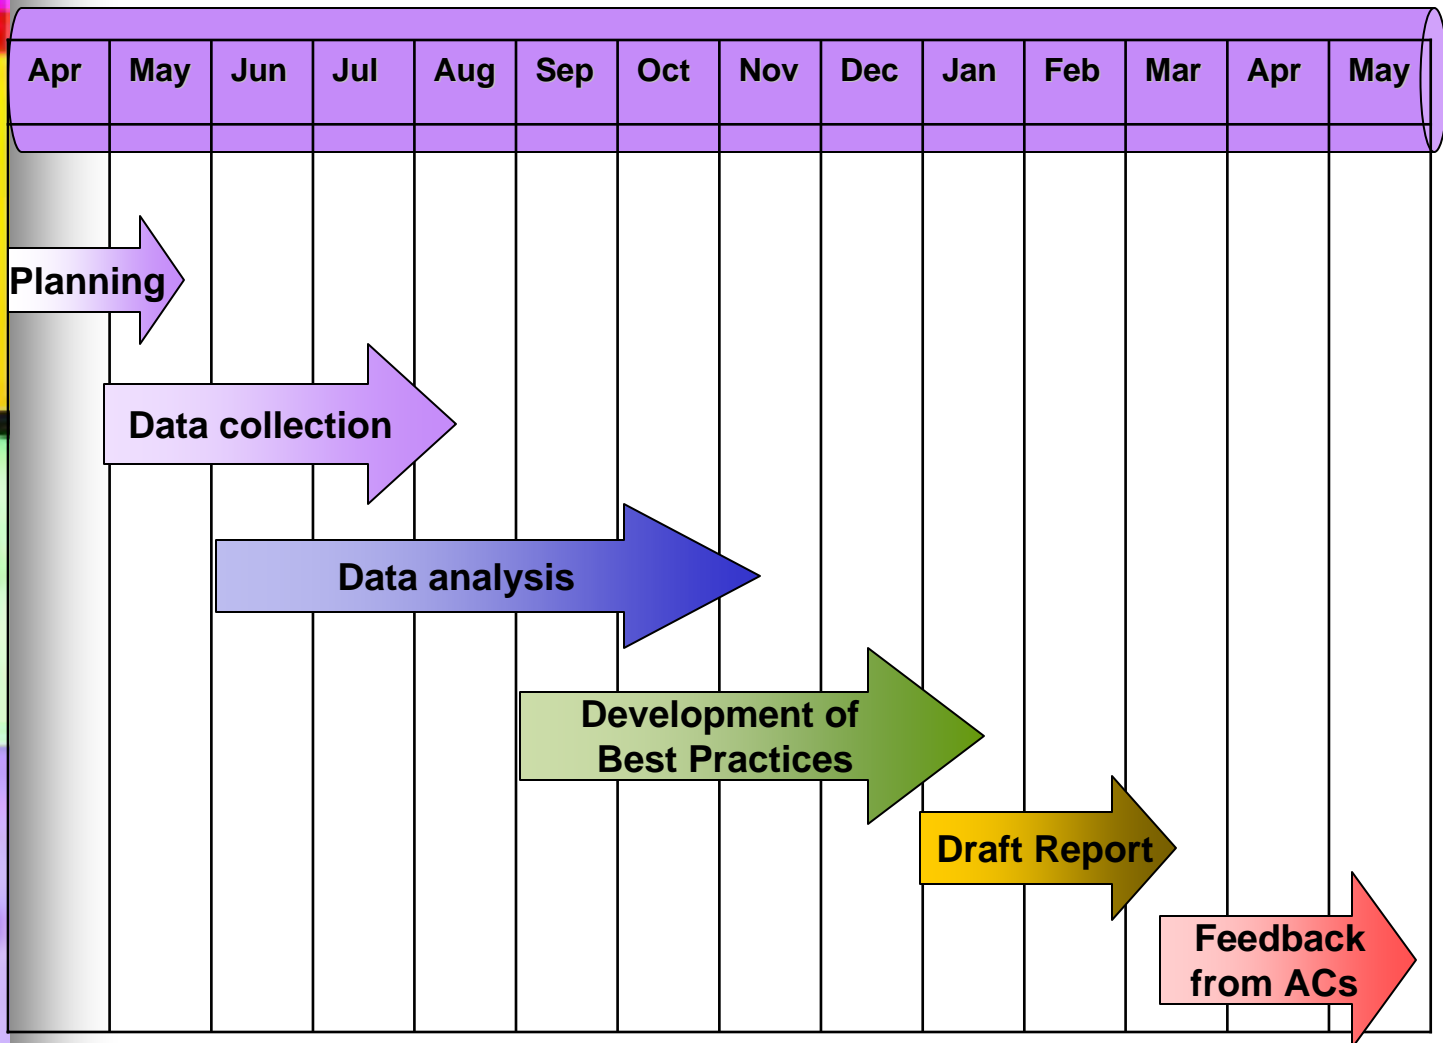 Apr May Jun Jul Aug Sep Oct Nov Dec Jan Feb Mar Apr May
Planning
Data collection
Data analysis
Development of
Best Practices
Draft Report
Feedback
from ACs